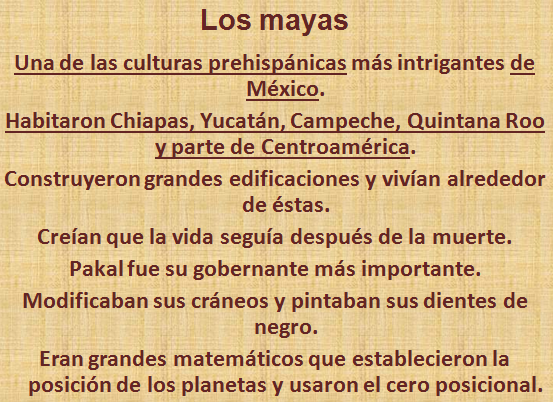 Los mayas
Una de las culturas prehispánicas más intrigantes de
México.
Habitaron Chiapas, Yucatán, Campeche, Quintana Roo
y parte de Centroamérica.
Construyeron grandes edificaciones y vivían alrededor
de éstas.
Creían que la vida seguía después de la muerte.
Pakal fue su gobernante más importante.
Modificaban sus cráneos y pintaban sus dientes de
negro.
Eran grandes matemáticos que establecieron la
posición de los planetas y usaron el cero posicional.